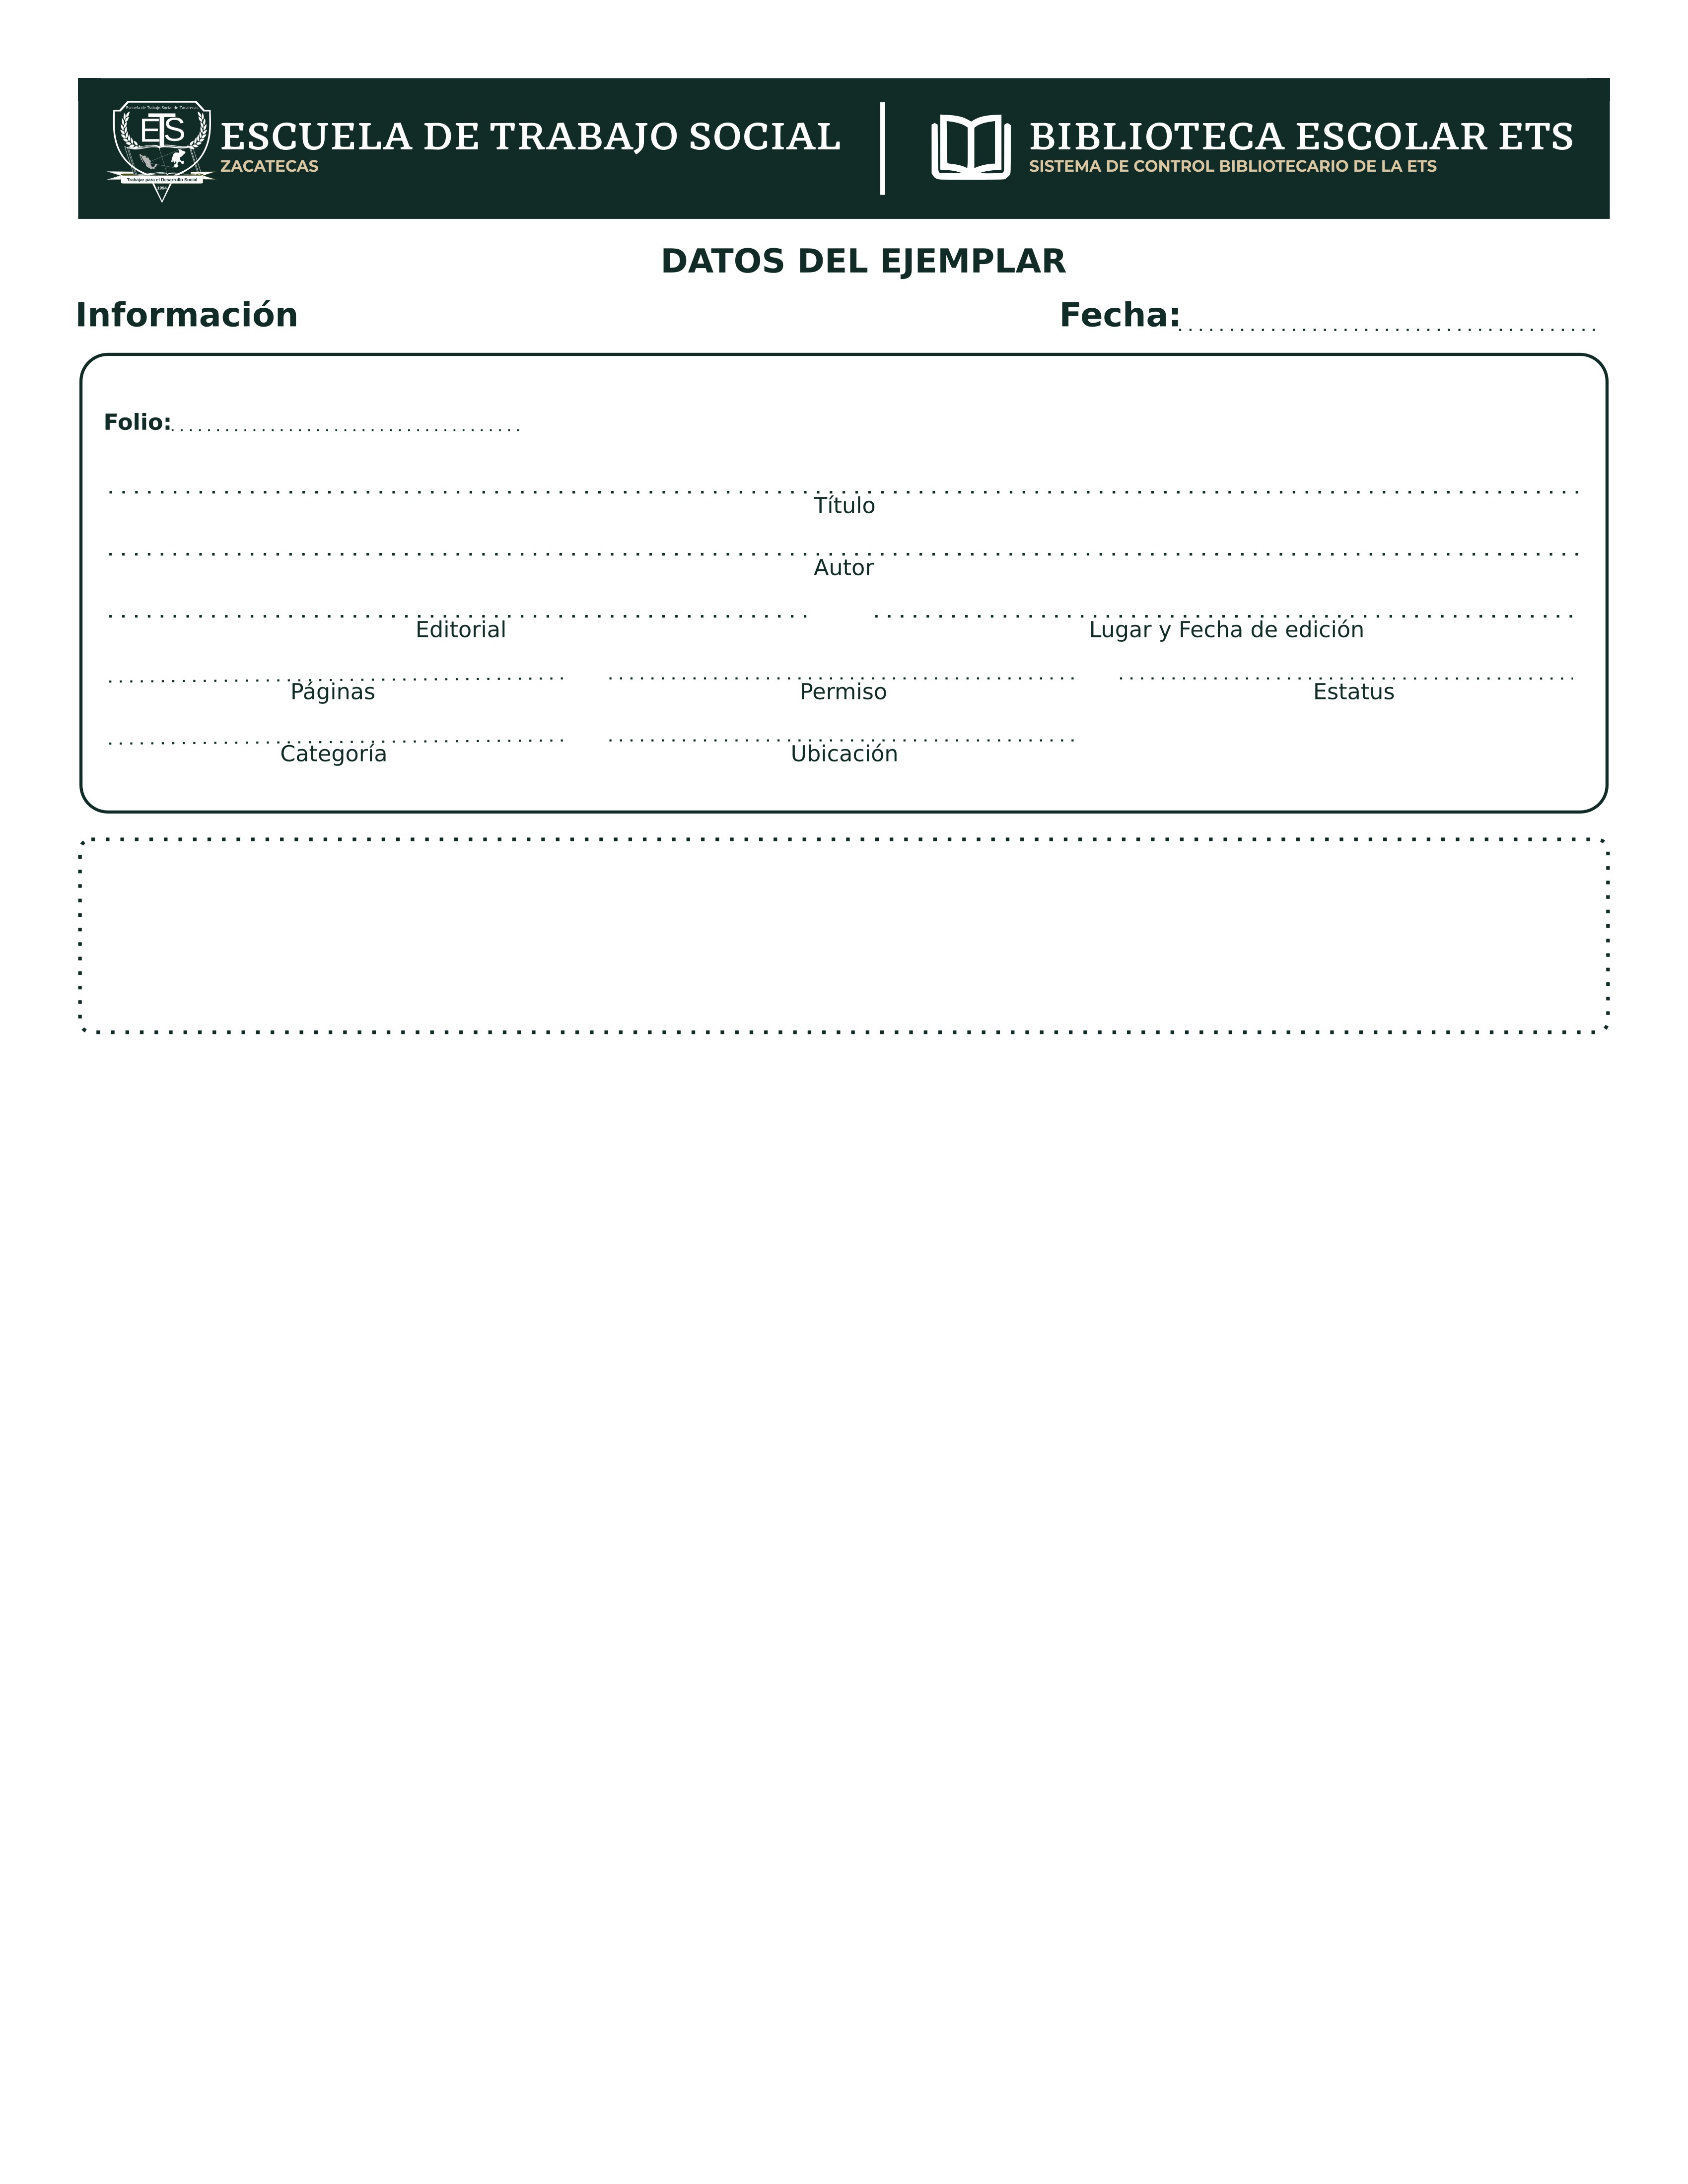 Escuela de Trabajo Social de Zacatecas
ETS
Trabajar para el Desarrollo Social
1994
ESCUELA DE TRABAJO SOCIAL
ZACATECAS
BIBLIOTECA ESCOLAR ETS
SISTEMA DE CONTROL BIBLIOTECARIO DE LA ETS
DATOS DEL EJEMPLAR
Información
Fecha:
Folio:
Título
Autor
Editorial
Lugar y Fecha de edición
Páginas
Permiso
Estatus
Categoría
Ubicación